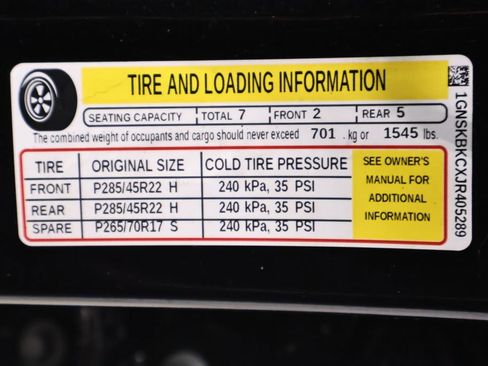 TIRE AND LOADING INFORMATION
SEATING CAPACITY TOTAL 7 FRONT 2 REAR 5
The combined weight of occupants and cargo should never exceed 701 . kg or 1545 lbs.
TIRE ORIGINAL SIZE COLD TIRE PRESSURE
FRONT P285/45R22 H 240 kPa, 35 PSI
REAR P285/45R22 H 240 kPa, 35 PSI
SPARE P265/70R17 S 240 kPa, 35 PSI
SEE OWNER'S
MANUAL FOR
ADDITIONAL
INFORMATION
1GNSKBKCXJR405289